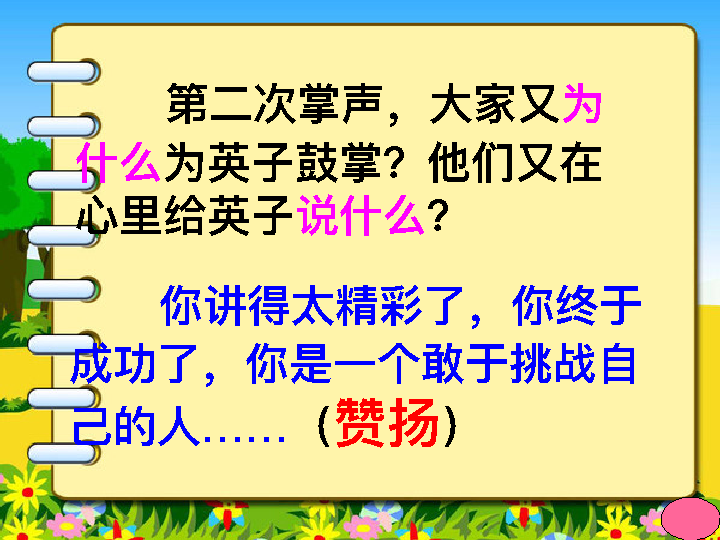 第二次掌声，大家又为
什么为英子鼓掌？他们又在
心里给英子说什么？
你讲得太精彩了，你终于
成功了，你是一个敢于挑战自
己的人……（赞扬）